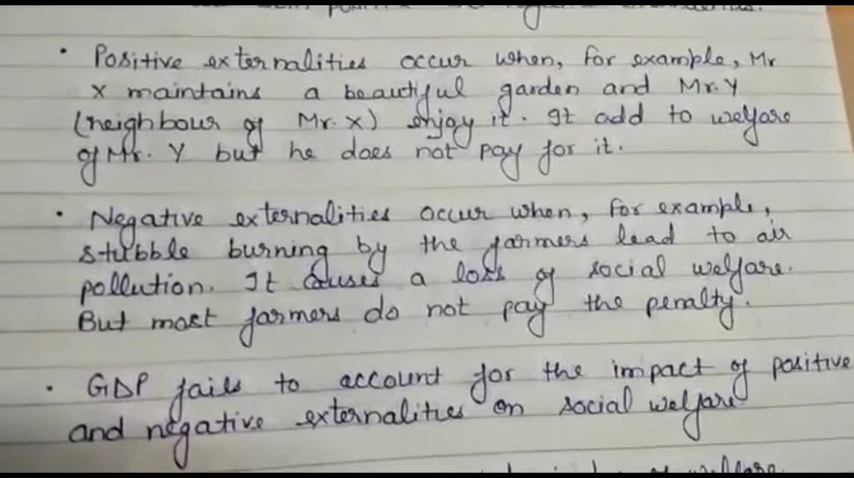 • Positive externalities occur when, for example, Mr
X maintains a beautiful garden and Mr. Y
(neighbour of Mr. X) enjoy it. It add to welfare
of Mr. Y but he does not pay for it.
• Negative externalities occur when, for example,
stubble burning by the farmers lead to air
pollution. It causes a loss of social welfare.
But most farmers do not pay the penalty.
• GDP fails to account for the impact of positive
and negative externalities on social welfare